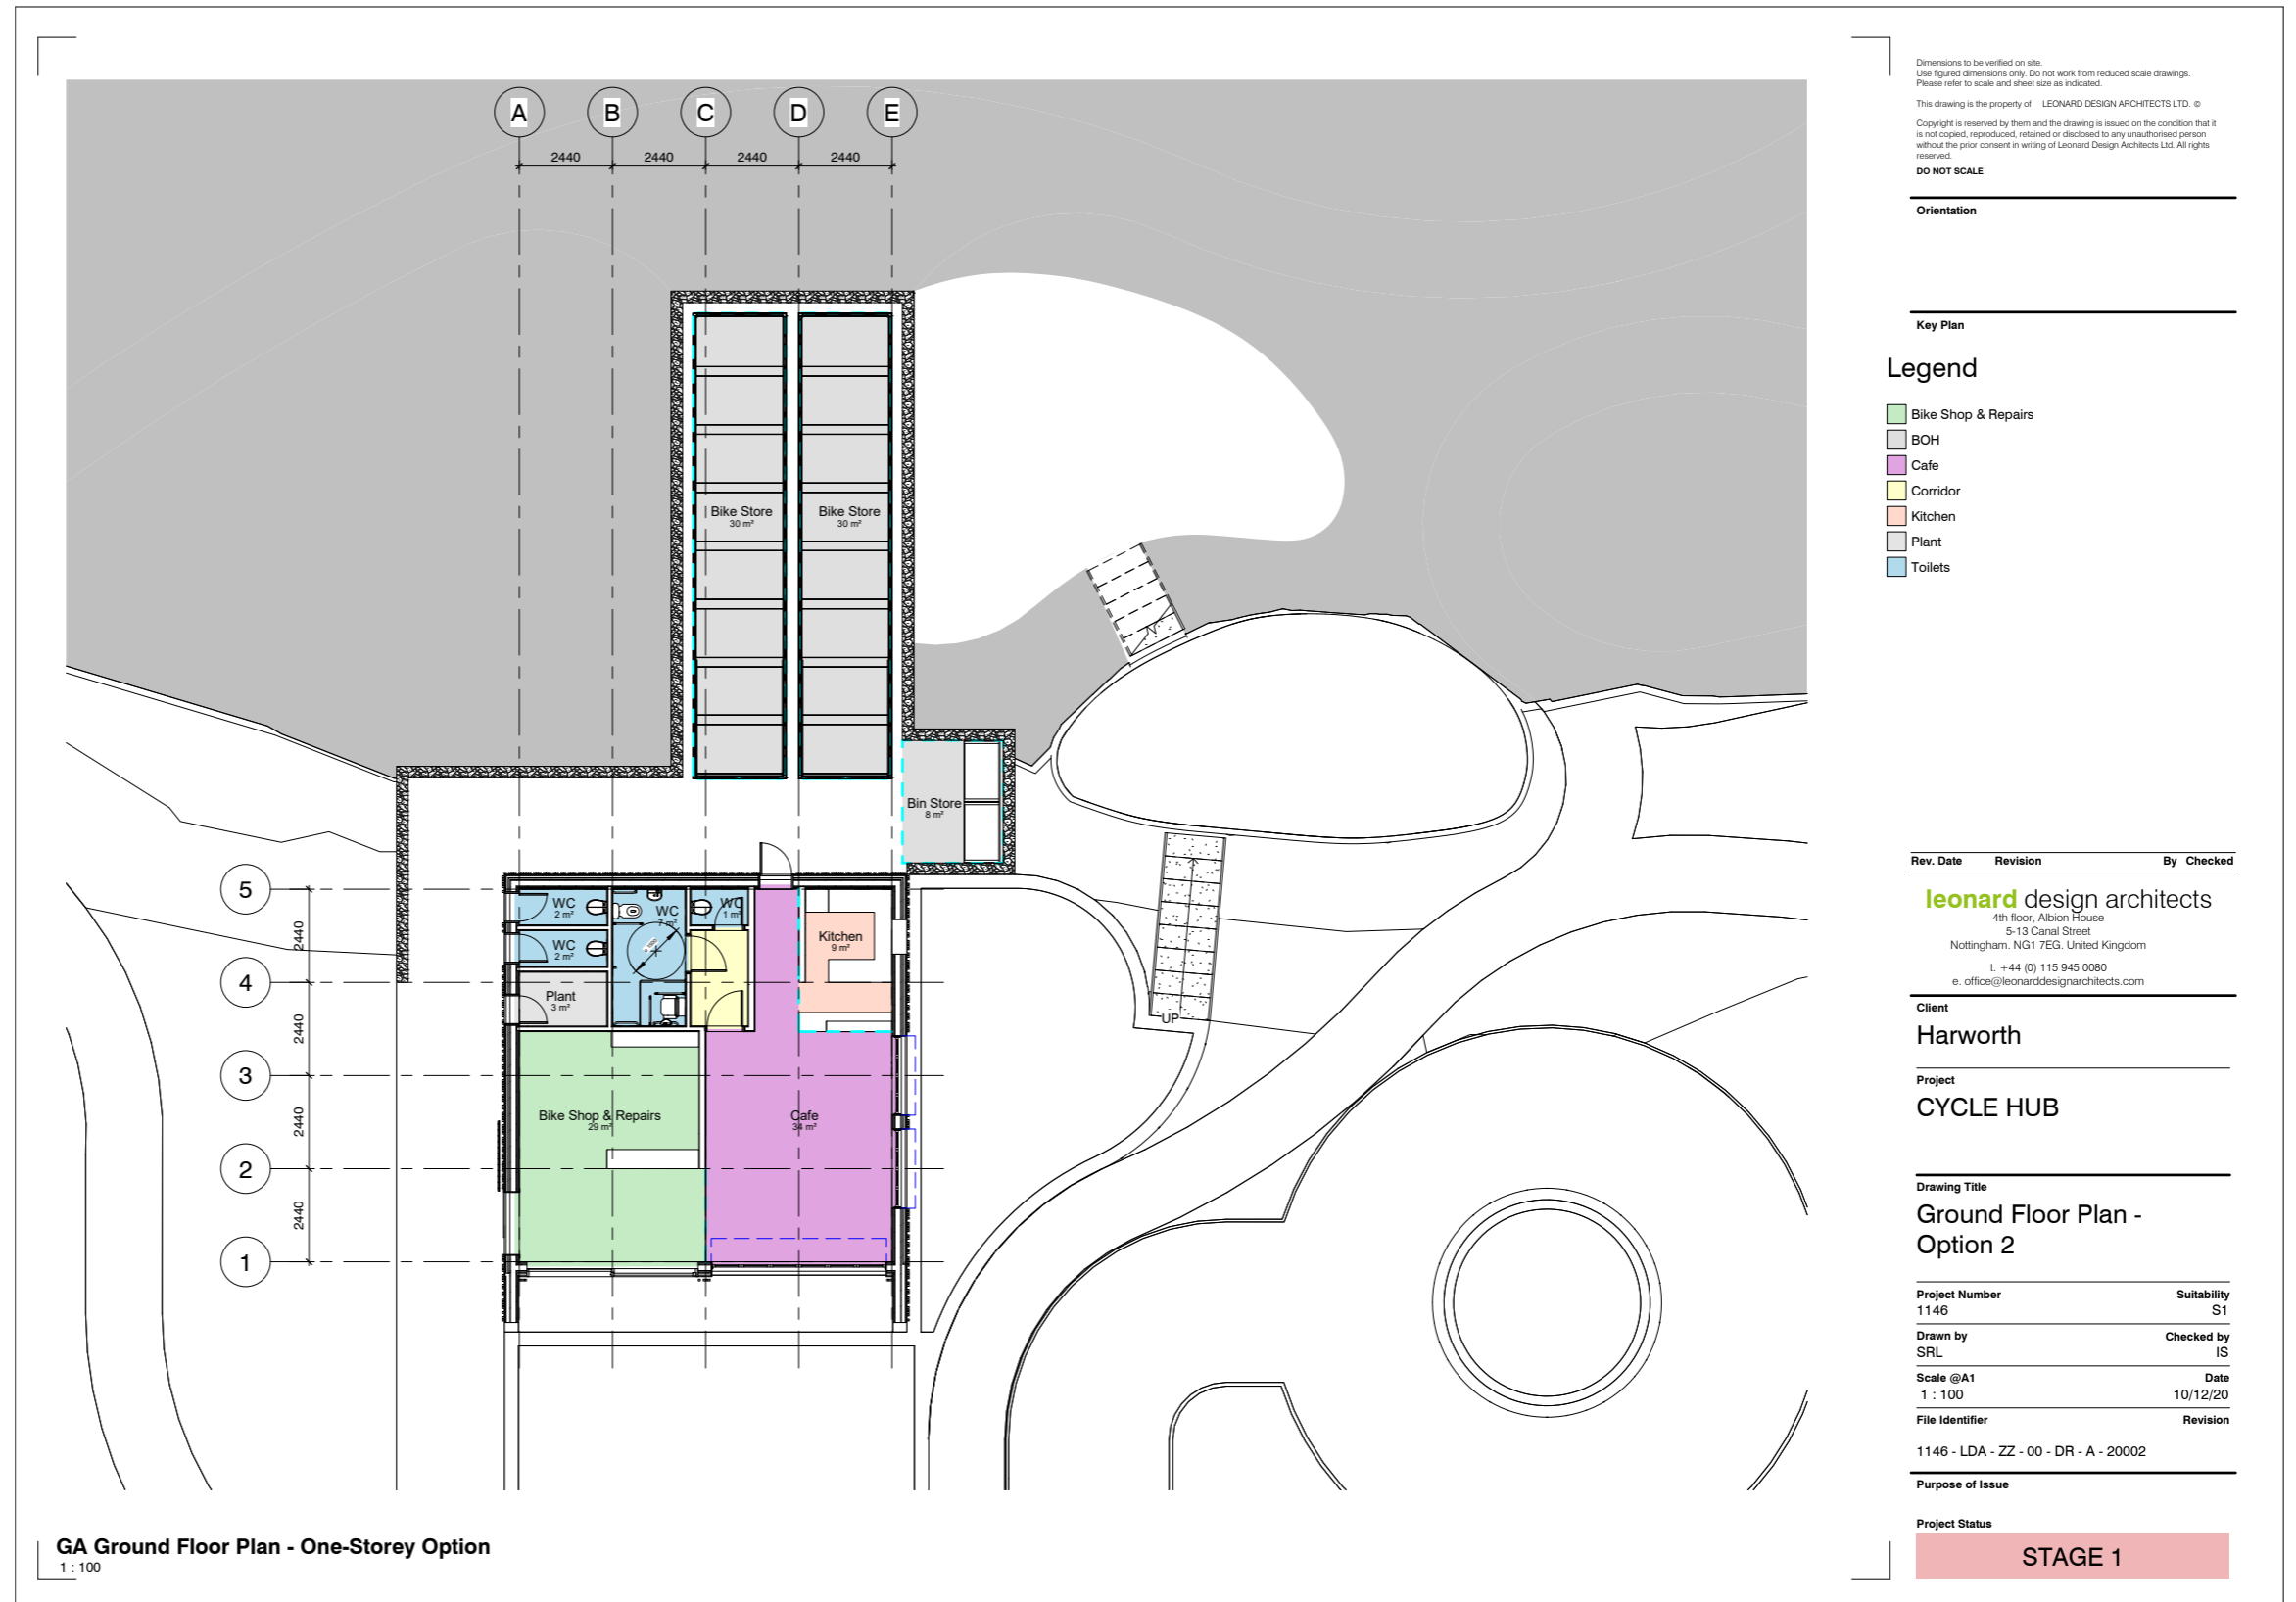 A B C D E
2440 2440 2440 2440
Bike Store
30 m²
Bike Store
30 m²
Bin Store
8 m²
5
4
3
2
1
2440
2440
2440
2440
WC
2 m²
WC
7 m²
WC
1 m²
WC
2 m²
Kitchen
9 m²
Plant
3 m²
Bike Shop & Repairs
29 m²
Cafe
34 m²
UP
GA Ground Floor Plan - One-Storey Option
1 : 100
Dimensions to be verified on site.
Use figured dimensions only. Do not work from reduced scale drawings.
Please refer to scale and sheet size as indicated.
This drawing is the property of LEONARD DESIGN ARCHITECTS LTD. ©
Copyright is reserved by them and the drawing is issued on the condition that it
is not copied, reproduced, retained or disclosed to any unauthorised person
without the prior consent in writing of Leonard Design Architects Ltd. All rights
reserved.
DO NOT SCALE
Orientation
Key Plan
Legend
Bike Shop & Repairs
BOH
Cafe
Corridor
Kitchen
Plant
Toilets
Rev. Date Revision By Checked
leonard design architects
4th floor, Albion House
5-13 Canal Street
Nottingham. NG1 7EG. United Kingdom
t. +44 (0) 115 945 0080
e. office@leonarddesignarchitects.com
Client
Harworth
Project
CYCLE HUB
Drawing Title
Ground Floor Plan -
Option 2
Project Number Suitability
1146 S1
Drawn by Checked by
SRL IS
Scale @A1 Date
1 : 100 10/12/20
File Identifier Revision
1146 - LDA - ZZ - 00 - DR - A - 20002
Purpose of Issue
Project Status
STAGE 1